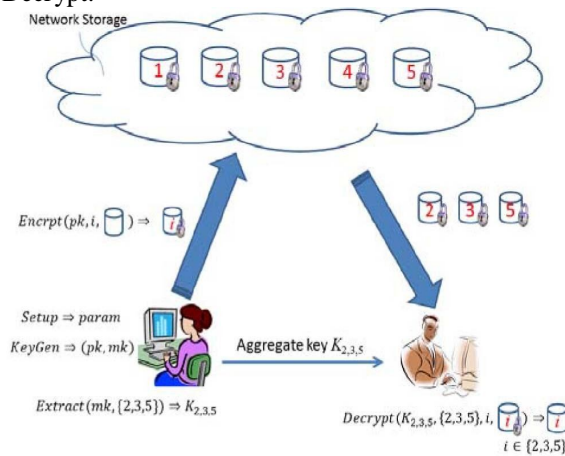 Decrypt.
Network Storage
1 2 3 4 5
Encrpt(pk, i, ) ⇒ i
2 3 5
Setup ⇒ param
KeyGen ⇒ (pk, mk)
Aggregate key K2,3,5
Extract(mk, {2,3,5}) ⇒ K2,3,5
Decrypt(K2,3,5, {2,3,5}, i, i) ⇒ i
i ∈ {2,3,5}